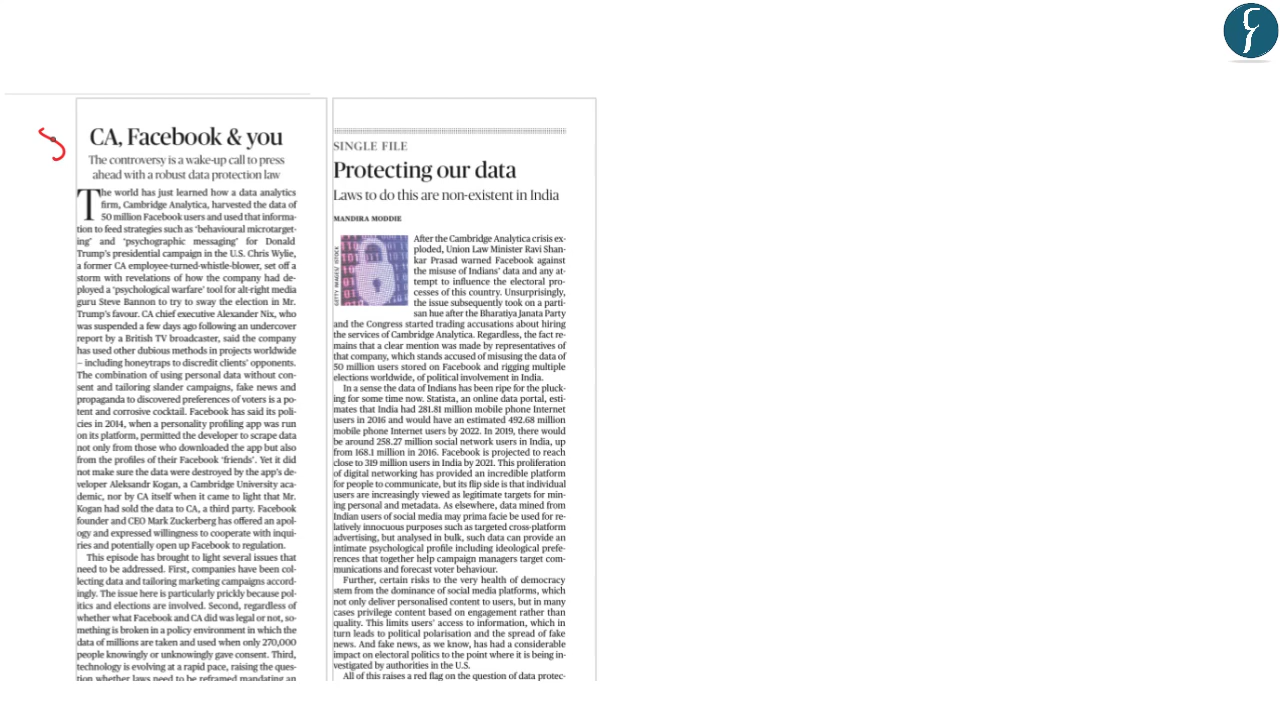 CA, Facebook & you
The controversy is a wake-up call to press
ahead with a robust data protection law
The world has just learned how a data analytics
firm, Cambridge Analytica, harvested the data of
50 million Facebook users and used that informa-
tion to feed strategies such as 'behavioural microtarget-
ing' and 'psychographic messaging' for Donald
Trump's presidential campaign in the U.S. Chris Wylie,
a former CA employee-turned-whistle-blower, set off a
storm with revelations of how the company had de-
ployed a 'psychological warfare' tool for alt-right media
guru Steve Bannon to try to sway the election in Mr.
Trump's favour. CA chief executive Alexander Nix, who
was suspended a few days ago following an undercover
report by a British TV broadcaster, said the company
has used other dubious methods in projects worldwide
– including honeytraps to discredit clients' opponents.
The combination of using personal data without con-
sent and tailoring slander campaigns, fake news and
propaganda to discovered preferences of voters is a po-
tent and corrosive cocktail. Facebook has said its poli-
cies in 2014, when a personality profiling app was run
on its platform, permitted the developer to scrape data
not only from those who downloaded the app but also
from the profiles of their Facebook 'friends'. Yet it did
not make sure the data were destroyed by the app's de-
veloper Aleksandr Kogan, a Cambridge University aca-
demic, nor by CA itself when it came to light that Mr.
Kogan had sold the data to CA, a third party. Facebook
founder and CEO Mark Zuckerberg has offered an apol-
ogy and expressed willingness to cooperate with inqui-
ries and potentially open up Facebook to regulation.
This episode has brought to light several issues that
need to be addressed. First, companies have been col-
lecting data and tailoring marketing campaigns accord-
ingly. The issue here is particularly prickly because pol-
itics and elections are involved. Second, regardless of
whether what Facebook and CA did was legal or not, so-
mething is broken in a policy environment in which the
data of millions are taken and used when only 270,000
people knowingly or unknowingly gave consent. Third,
technology is evolving at a rapid pace, raising the ques-
tion whether laws need to be reframed mandating an
SINGLE FILE
Protecting our data
Laws to do this are non-existent in India
MANDIRA MODDIE
GETTY IMAGES/ISTOCK
After the Cambridge Analytica crisis ex-
ploded, Union Law Minister Ravi Shan-
kar Prasad warned Facebook against
the misuse of Indians' data and any at-
tempt to influence the electoral pro-
cesses of this country. Unsurprisingly,
the issue subsequently took on a parti-
san hue after the Bharatiya Janata Party
and the Congress started trading accusations about hiring
the services of Cambridge Analytica. Regardless, the fact re-
mains that a clear mention was made by representatives of
that company, which stands accused of misusing the data of
50 million users stored on Facebook and rigging multiple
elections worldwide, of political involvement in India.
In a sense the data of Indians has been ripe for the pluck-
ing for some time now. Statista, an online data portal, esti-
mates that India had 281.81 million mobile phone Internet
users in 2016 and would have an estimated 492.68 million
mobile phone Internet users by 2022. In 2019, there would
be around 258.27 million social network users in India, up
from 168.1 million in 2016. Facebook is projected to reach
close to 319 million users in India by 2021. This proliferation
of digital networking has provided an incredible platform
for people to communicate, but its flip side is that individual
users are increasingly viewed as legitimate targets for min-
ing personal and metadata. As elsewhere, data mined from
Indian users of social media may prima facie be used for re-
latively innocuous purposes such as targeted cross-platform
advertising, but analysed in bulk, such data can provide an
intimate psychological profile including ideological prefe-
rences that together help campaign managers target com-
munications and forecast voter behaviour.
Further, certain risks to the very health of democracy
stem from the dominance of social media platforms, which
not only deliver personalised content to users, but in many
cases privilege content based on engagement rather than
quality. This limits users' access to information, which in
turn leads to political polarisation and the spread of fake
news. And fake news, as we know, has had a considerable
impact on electoral politics to the point where it is being in-
vestigated by authorities in the U.S.
All of this raises a red flag on the question of data protec-